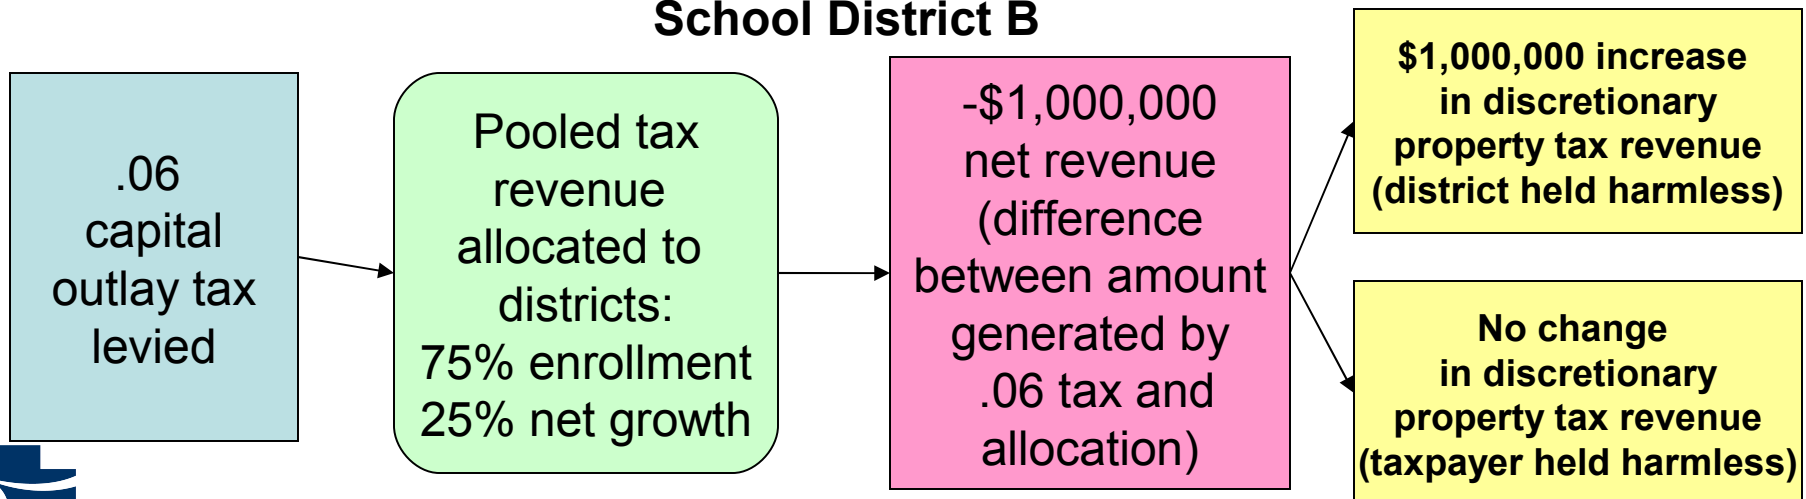 School District B
.06
capital
outlay tax
levied
Pooled tax
revenue
allocated to
districts:
75% enrollment
25% net growth
-$1,000,000
net revenue
(difference
between amount
generated by
.06 tax and
allocation)
$1,000,000 increase
in discretionary
property tax revenue
(district held harmless)
No change
in discretionary
property tax revenue
(taxpayer held harmless)